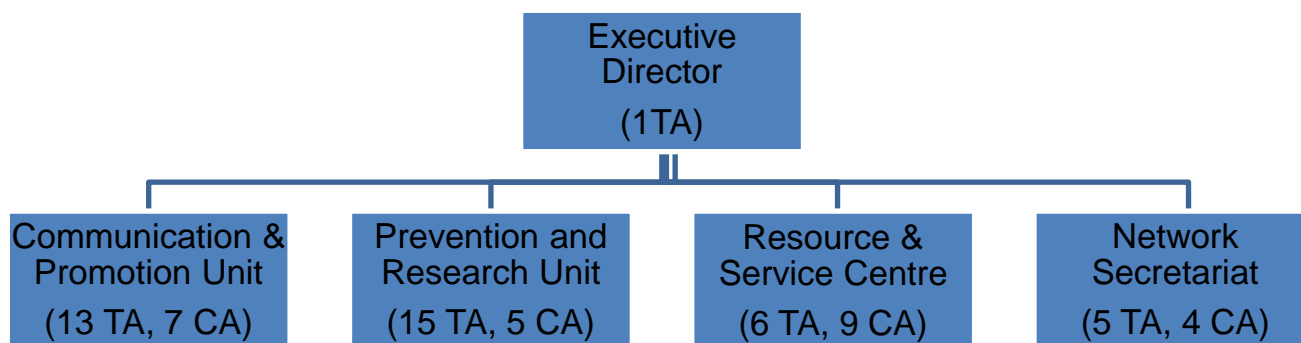 Executive
Director
(1TA)
Communication &
Promotion Unit
(13 TA, 7 CA)
Prevention and
Research Unit
(15 TA, 5 CA)
Resource &
Service Centre
(6 TA, 9 CA)
Network
Secretariat
(5 TA, 4 CA)